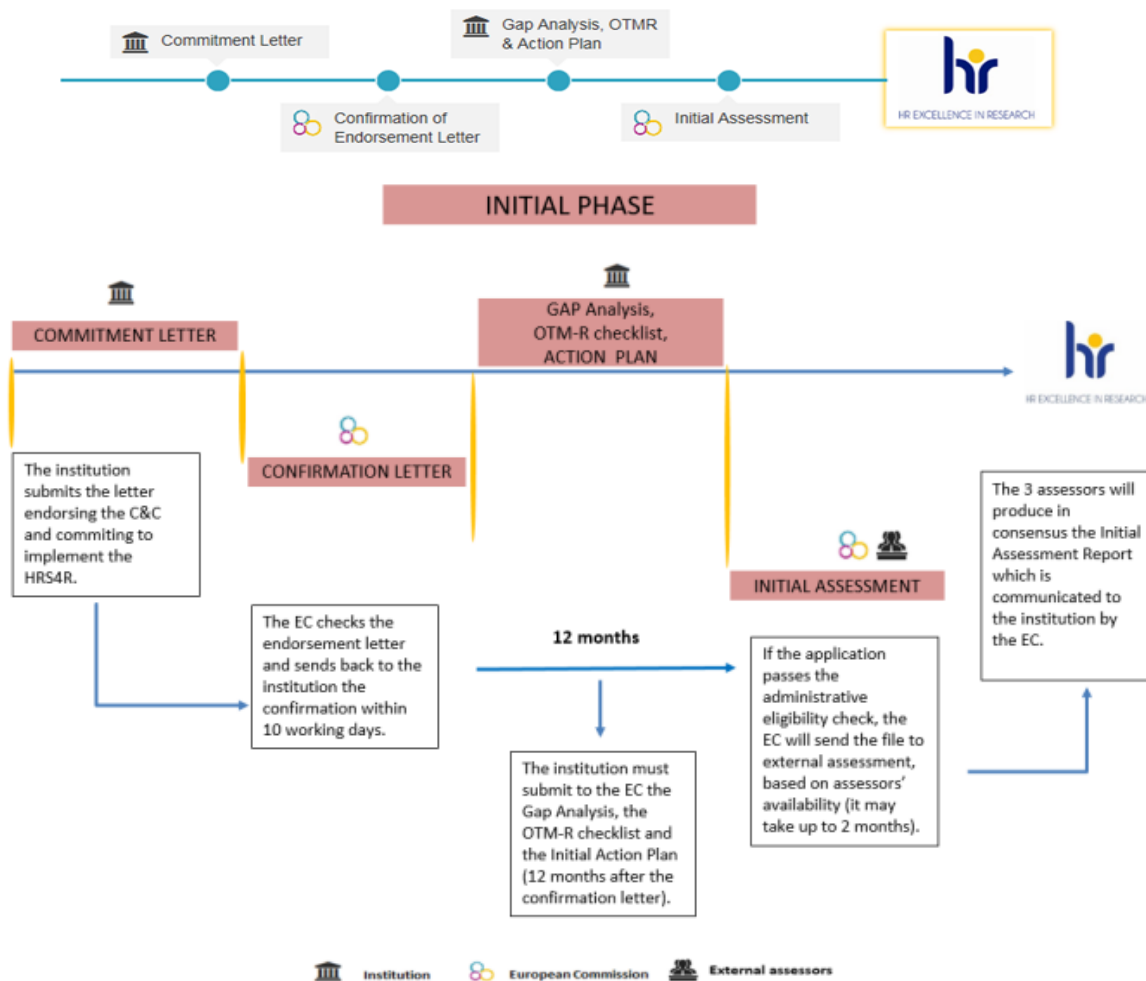 Commitment Letter
Gap Analysis, OTMR
& Action Plan
Confirmation of
Endorsement Letter
Initial Assessment
hr
HR EXCELLENCE IN RESEARCH
INITIAL PHASE
COMMITMENT LETTER
GAP Analysis,
OTM-R checklist,
ACTION PLAN
hr
HR EXCELLENCE IN RESEARCH
CONFIRMATION LETTER
The institution
submits the letter
endorsing the C&C
and commiting to
implement the
HRS4R.
The EC checks the
endorsement letter
and sends back to the
institution the
confirmation within
10 working days.
12 months
The institution must
submit to the EC the
Gap Analysis, the
OTM-R checklist and
the Initial Action Plan
(12 months after the
confirmation letter).
INITIAL ASSESSMENT
If the application
passes the
administrative
eligibility check, the
EC will send the file to
external assessment,
based on assessors'
availability (it may
take up to 2 months).
The 3 assessors will
produce in
consensus the Initial
Assessment Report
which is
communicated to
the institution by
the EC.
Institution
European Commission
External assessors